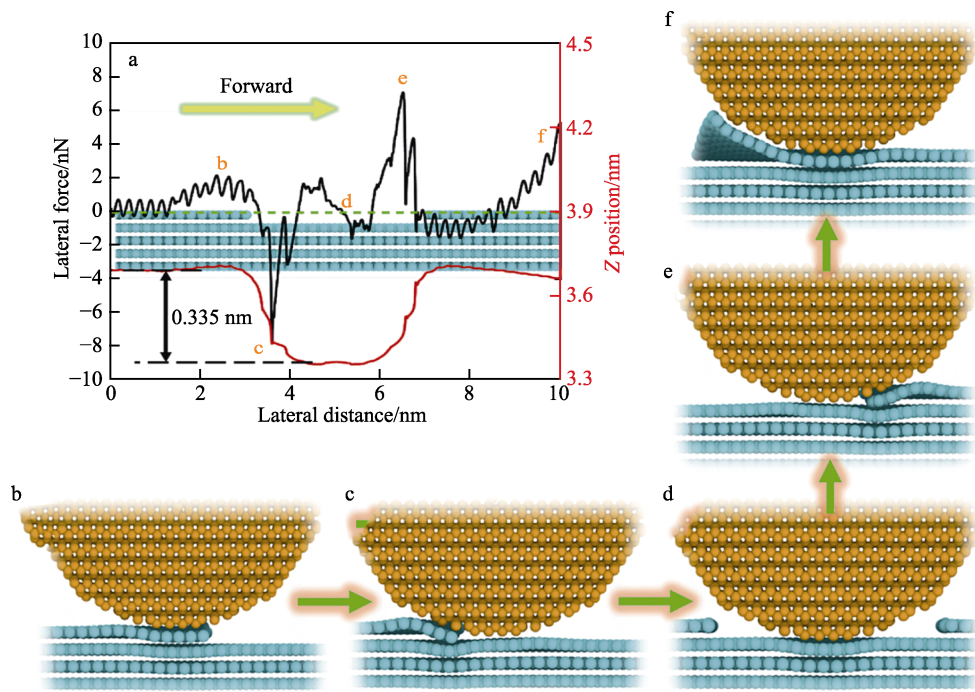 a
Forward
b
c
d
e
f
0.335 nm
10
8
6
4
2
0
−2
−4
−6
−8
−10
Lateral force/nN
4.5
4.2
3.9
3.6
3.3
Z position/nm
0 2 4 6 8 10
Lateral distance/nm
f
e
b
c
d